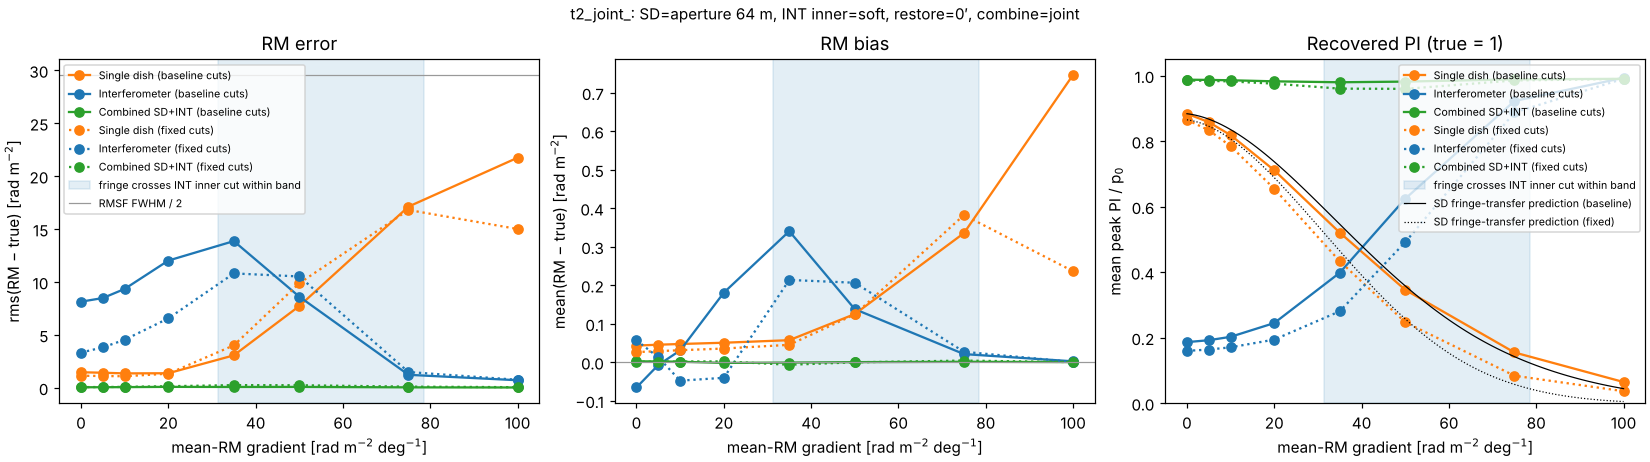 t2_joint_: SD=aperture 64 m, INT inner=soft, restore=0′, combine=joint
RM error
rms(RM − true) [rad m⁻²]
30
25
20
15
10
5
0
Single dish (baseline cuts)
Interferometer (baseline cuts)
Combined SD+INT (baseline cuts)
Single dish (fixed cuts)
Interferometer (fixed cuts)
Combined SD+INT (fixed cuts)
fringe crosses INT inner cut within band
RMSF FWHM / 2
0 20 40 60 80 100
mean-RM gradient [rad m⁻² deg⁻¹]
RM bias
mean(RM − true) [rad m⁻²]
0.7
0.6
0.5
0.4
0.3
0.2
0.1
0.0
−0.1
0 20 40 60 80 100
mean-RM gradient [rad m⁻² deg⁻¹]
Recovered PI (true = 1)
mean peak PI / p₀
1.0
0.8
0.6
0.4
0.2
0.0
Single dish (baseline cuts)
Interferometer (baseline cuts)
Combined SD+INT (baseline cuts)
Single dish (fixed cuts)
Interferometer (fixed cuts)
Combined SD+INT (fixed cuts)
fringe crosses INT inner cut within band
SD fringe-transfer prediction (baseline)
SD fringe-transfer prediction (fixed)
0 20 40 60 80 100
mean-RM gradient [rad m⁻² deg⁻¹]